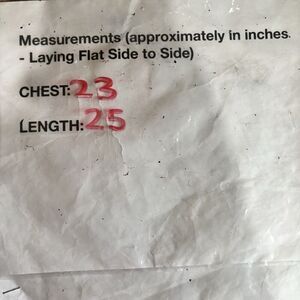 Measurements (approximately in inches.
- Laying Flat Side to Side)
CHEST: 23
LENGTH: 25